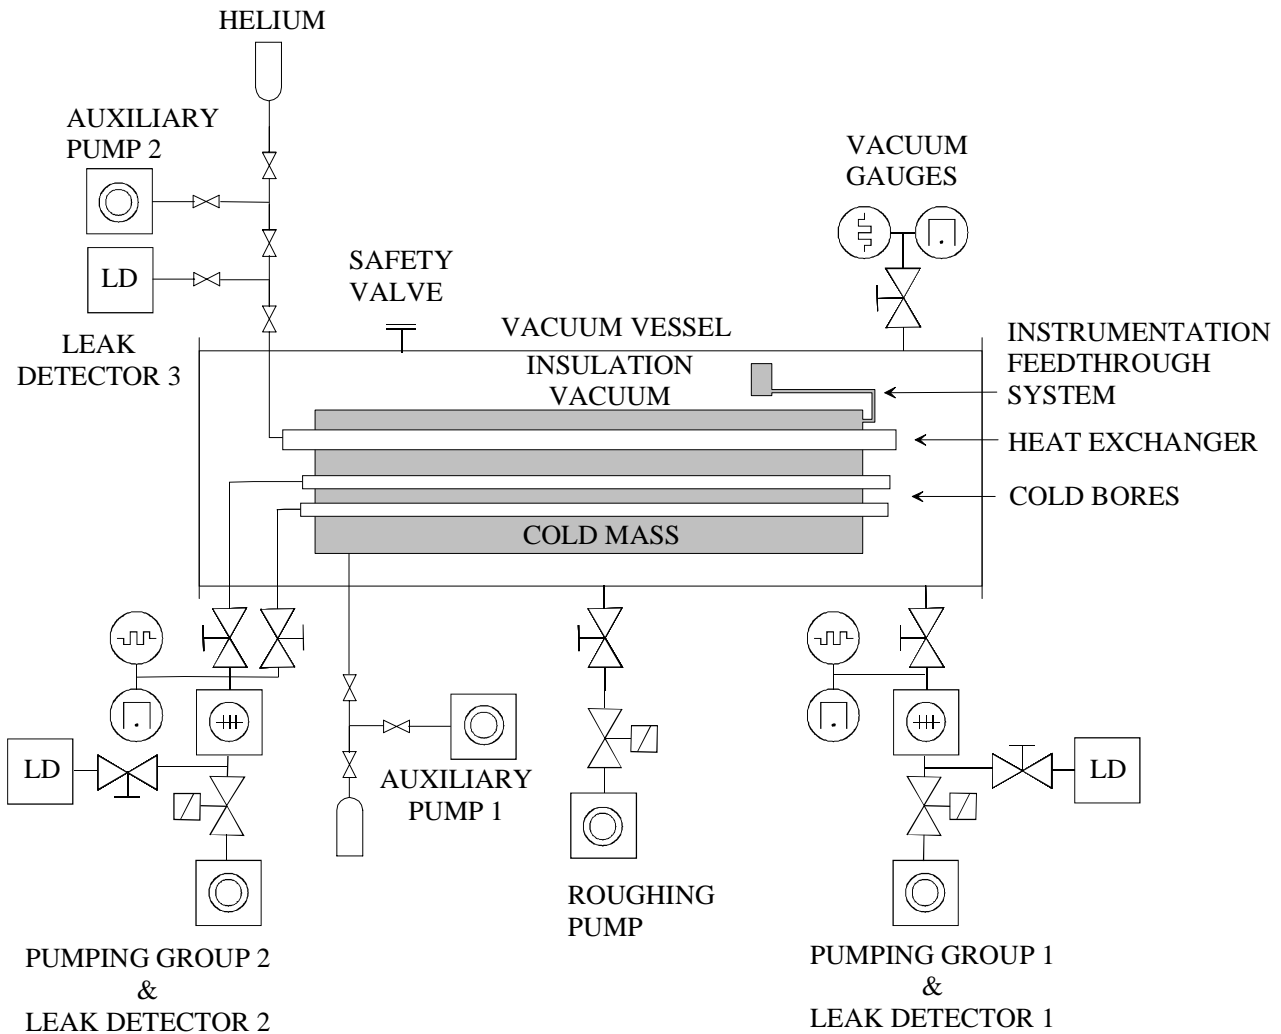 HELIUM
AUXILIARY
PUMP 2
LD
LEAK
DETECTOR 3
SAFETY
VALVE
VACUUM
GAUGES
VACUUM VESSEL
INSULATION
VACUUM
INSTRUMENTATION
FEEDTHROUGH
SYSTEM
HEAT EXCHANGER
COLD BORES
COLD MASS
LD
AUXILIARY
PUMP 1
LD
ROUGHING
PUMP
PUMPING GROUP 2
&
LEAK DETECTOR 2
PUMPING GROUP 1
&
LEAK DETECTOR 1